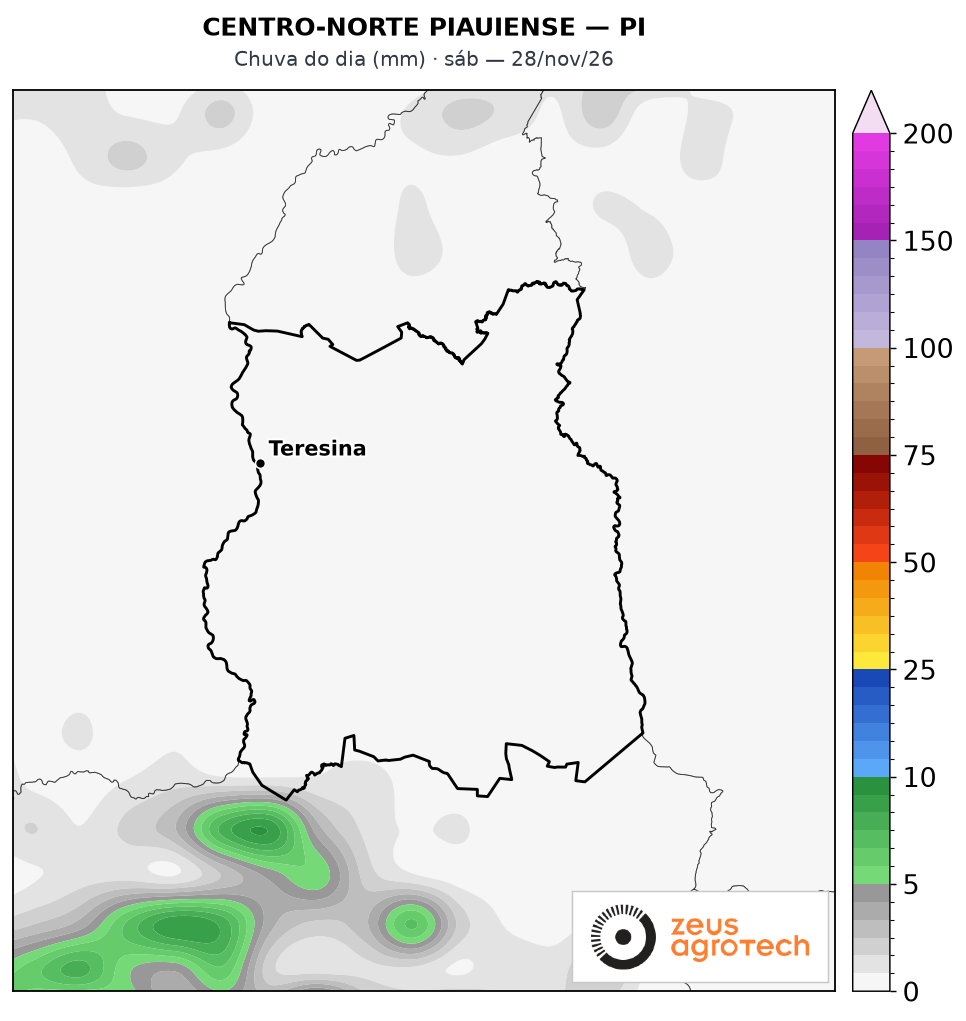 CENTRO-NORTE PIAUIENSE — PI
Chuva do dia (mm) · sáb — 28/nov/26
200
150
100
75
50
25
10
5
0
Teresina
zeus
agrotech